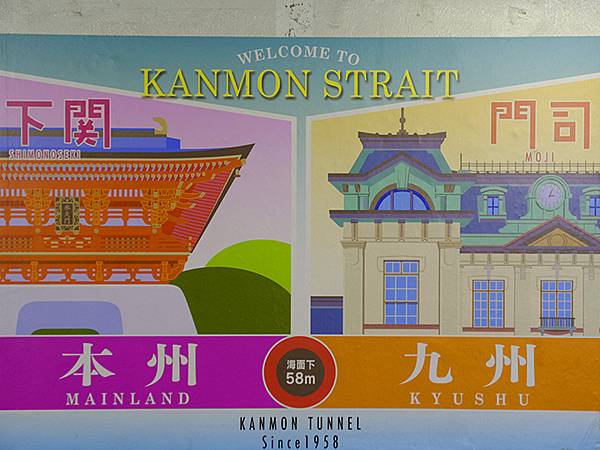 WELCOME TO
KANMON STRAIT
下関
SHIMONOSEKI
門司
MOJI
本州
MAINLAND
海面下
58m
九州
KYUSHU
KANMON TUNNEL
Since1958